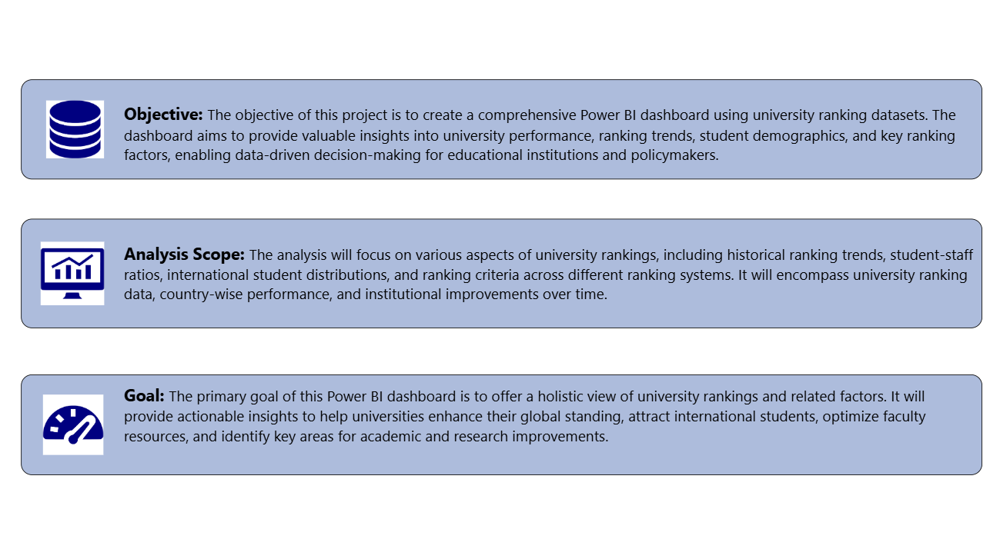 Objective: The objective of this project is to create a comprehensive Power BI dashboard using university ranking datasets. The
dashboard aims to provide valuable insights into university performance, ranking trends, student demographics, and key ranking
factors, enabling data-driven decision-making for educational institutions and policymakers.
Analysis Scope: The analysis will focus on various aspects of university rankings, including historical ranking trends, student-staff
ratios, international student distributions, and ranking criteria across different ranking systems. It will encompass university ranking
data, country-wise performance, and institutional improvements over time.
Goal: The primary goal of this Power BI dashboard is to offer a holistic view of university rankings and related factors. It will
provide actionable insights to help universities enhance their global standing, attract international students, optimize faculty
resources, and identify key areas for academic and research improvements.